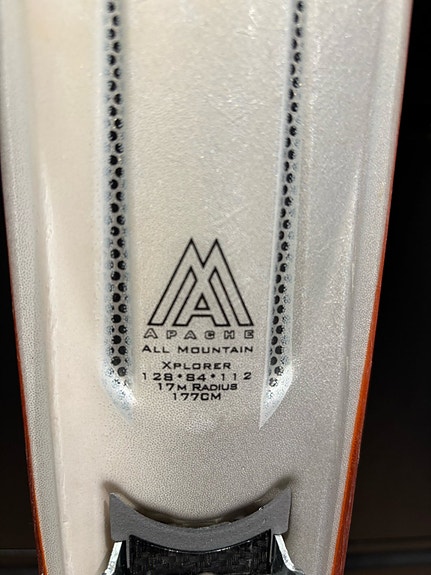 APACHE
ALL MOUNTAIN
XPLORER
128*84*112
17M RADIUS
177CM